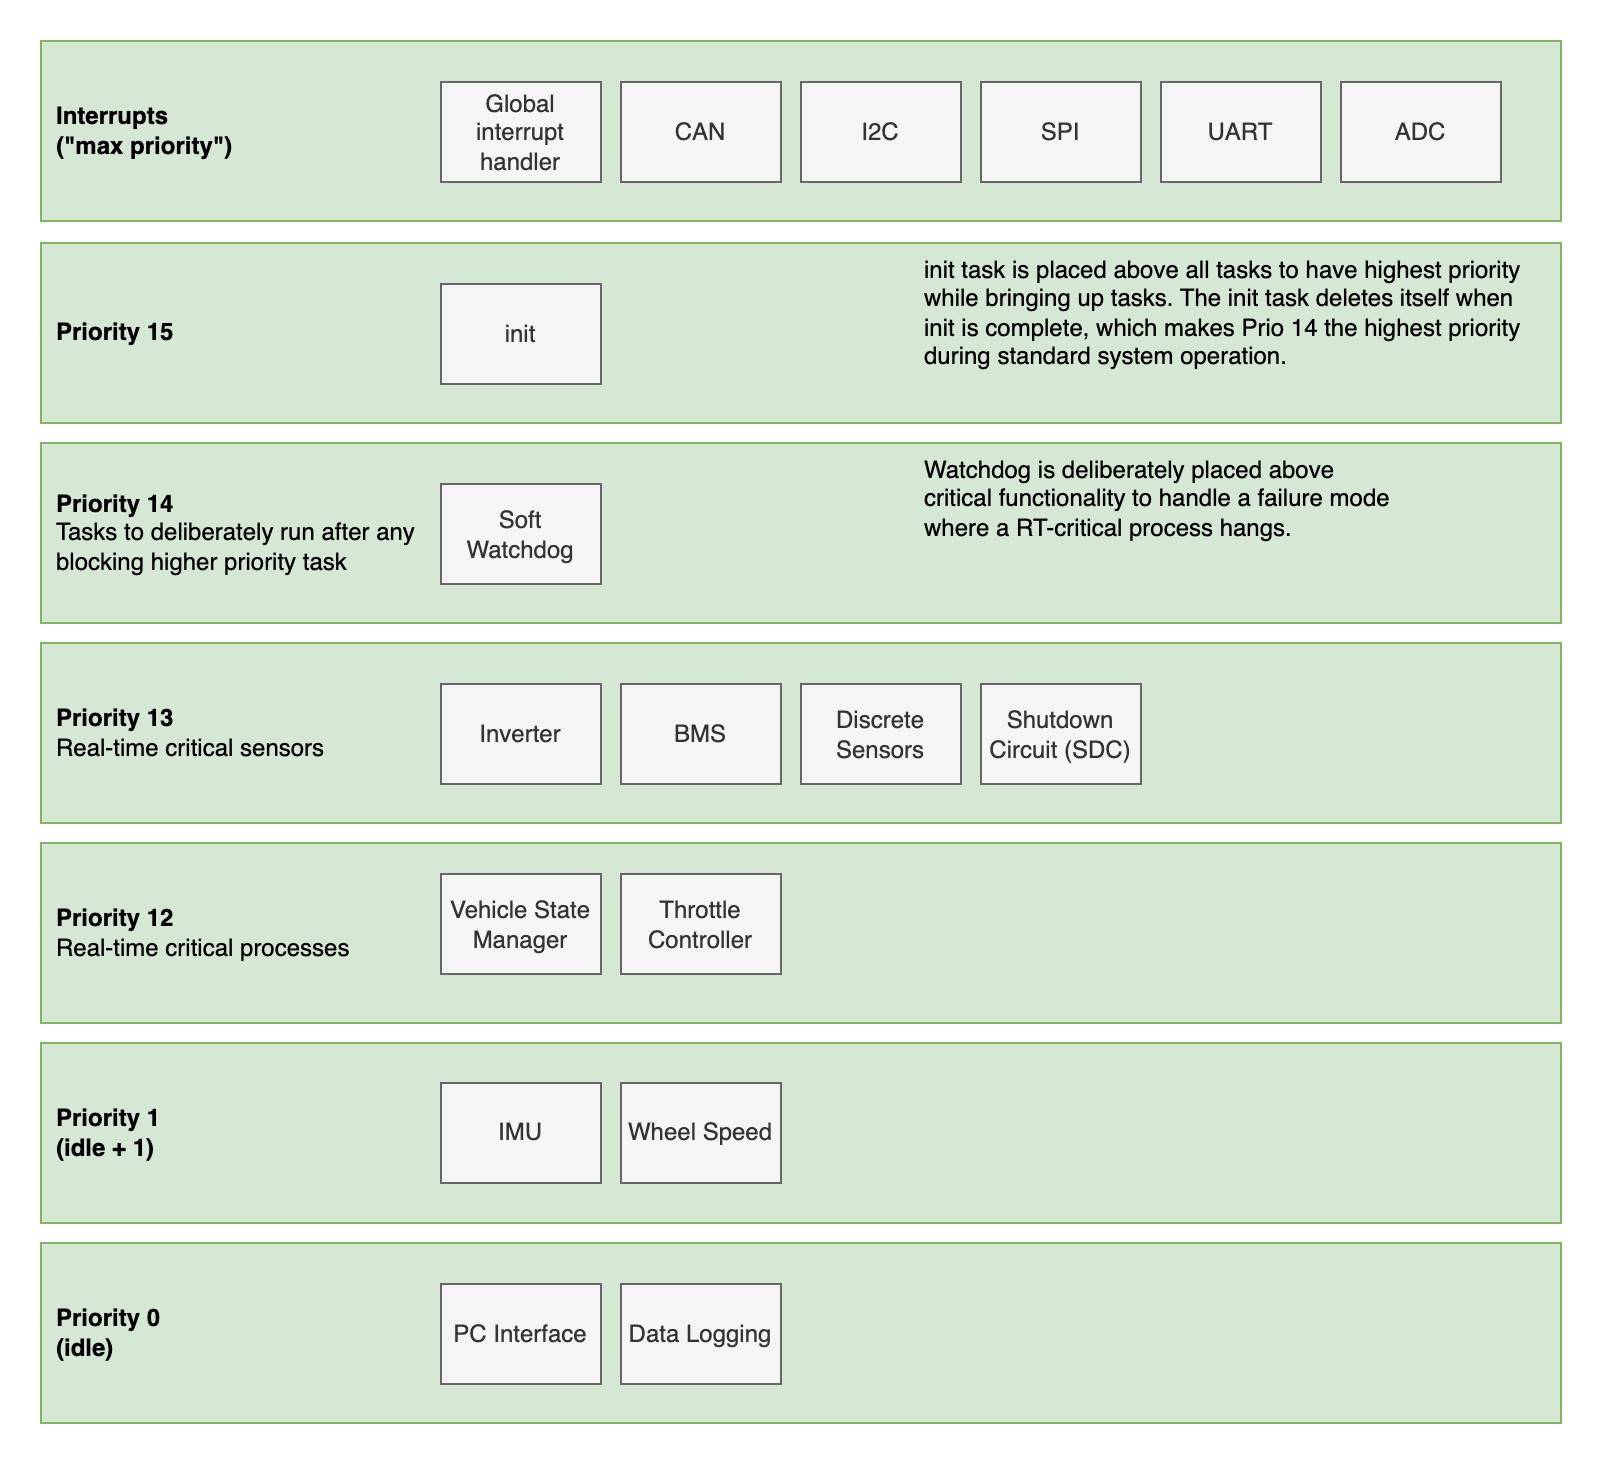 Interrupts
("max priority")
Global
interrupt
handler
CAN
I2C
SPI
UART
ADC
Priority 15
init
init task is placed above all tasks to have highest priority
while bringing up tasks. The init task deletes itself when
init is complete, which makes Prio 14 the highest priority
during standard system operation.
Priority 14
Tasks to deliberately run after any
blocking higher priority task
Soft
Watchdog
Watchdog is deliberately placed above
critical functionality to handle a failure mode
where a RT-critical process hangs.
Priority 13
Real-time critical sensors
Inverter
BMS
Discrete
Sensors
Shutdown
Circuit (SDC)
Priority 12
Real-time critical processes
Vehicle State
Manager
Throttle
Controller
Priority 1
(idle + 1)
IMU
Wheel Speed
Priority 0
(idle)
PC Interface
Data Logging